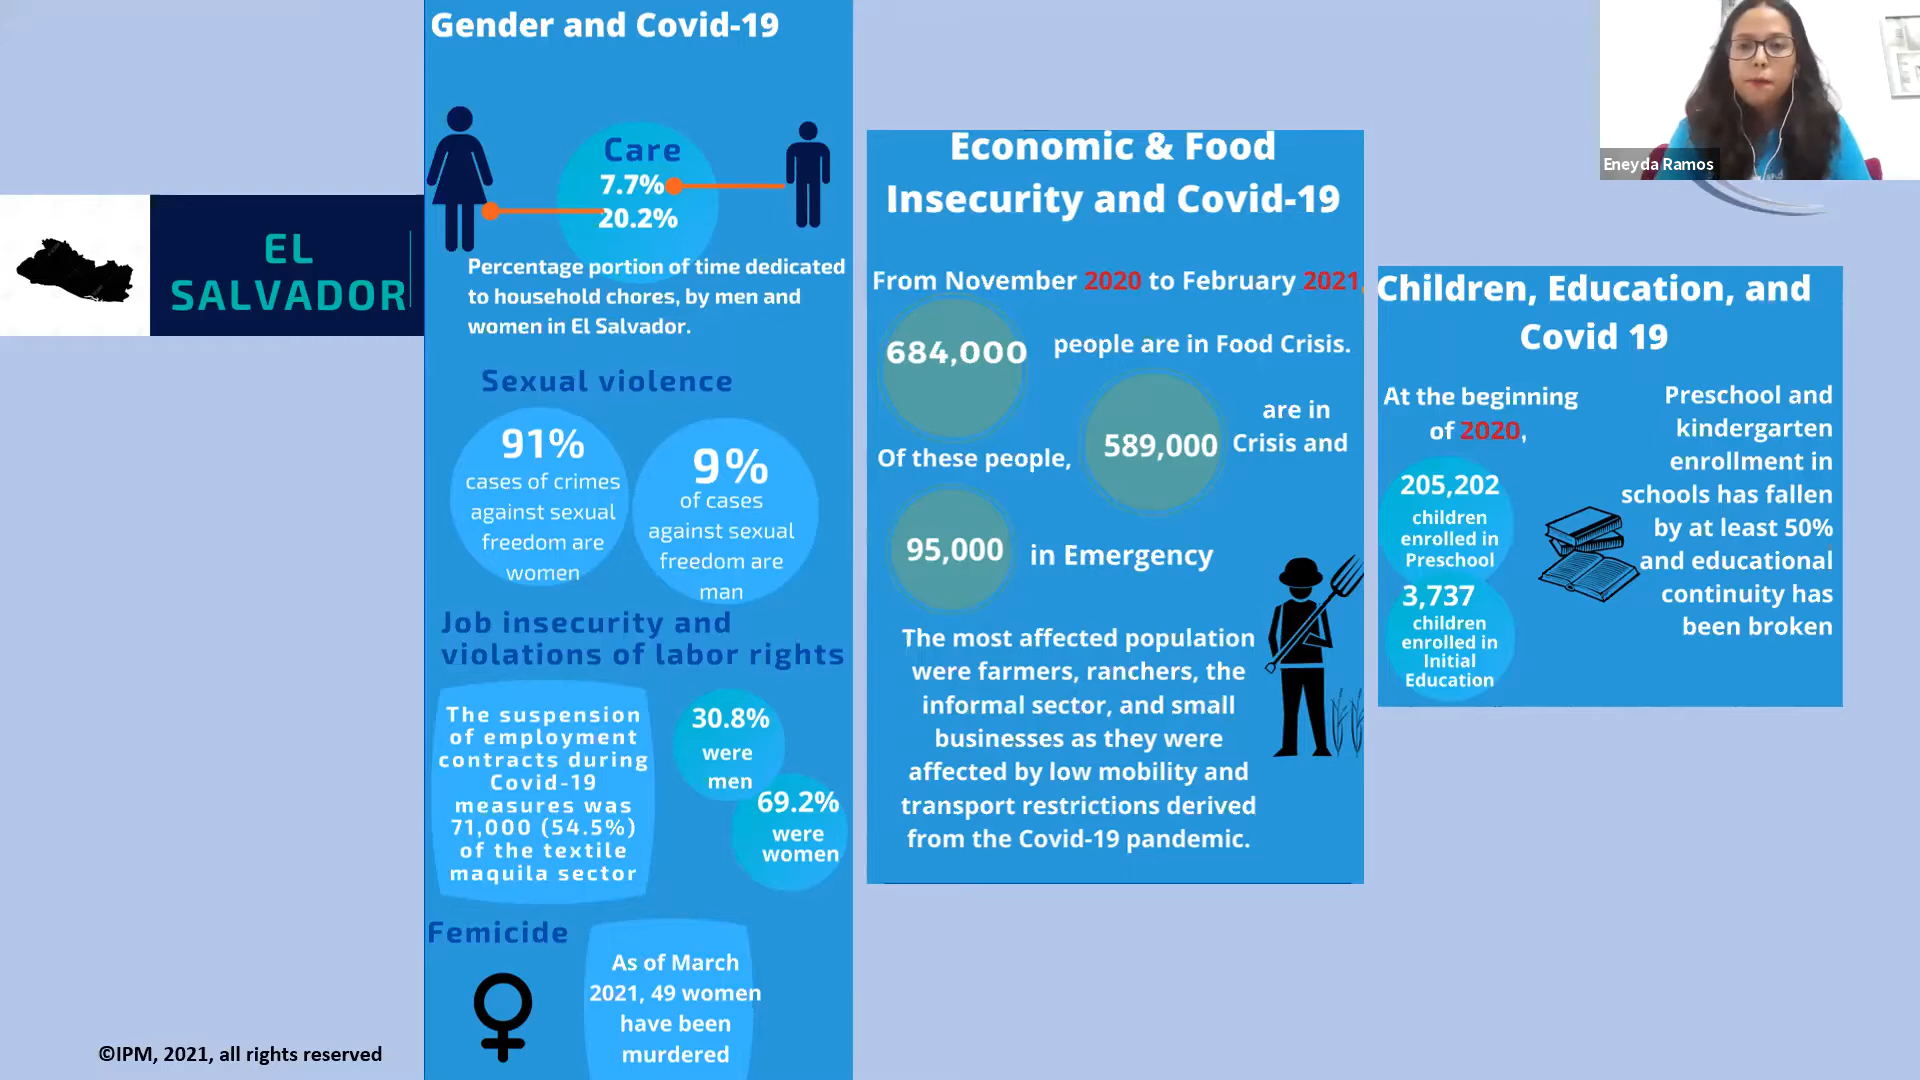 Gender and Covid-19
Care
7.7%
20.2%
Percentage portion of time dedicated
to household chores, by men and
women in El Salvador.
Sexual violence
91%
cases of crimes
against sexual
freedom are
women
9%
of cases
against sexual
freedom are
man
Job insecurity and
violations of labor rights
The suspension
of employment
contracts during
Covid-19
measures was
71,000 (54.5%)
of the textile
maquila sector
30.8%
were
men
69.2%
were
women
Femicide
As of March
2021, 49 women
have been
murdered
EL
SALVADOR
©IPM, 2021, all rights reserved
Economic & Food
Insecurity and Covid-19
From November 2020 to February 2021,
684,000 people are in Food Crisis.
Of these people, 589,000 are in
Crisis and
95,000 in Emergency
The most affected population
were farmers, ranchers, the
informal sector, and small
businesses as they were
affected by low mobility and
transport restrictions derived
from the Covid-19 pandemic.
Children, Education, and
Covid 19
At the beginning
of 2020,
205,202
children
enrolled in
Preschool
3,737
children
enrolled in
Initial
Education
Preschool and
kindergarten
enrollment in
schools has fallen
by at least 50%
and educational
continuity has
been broken
Eneyda Ramos